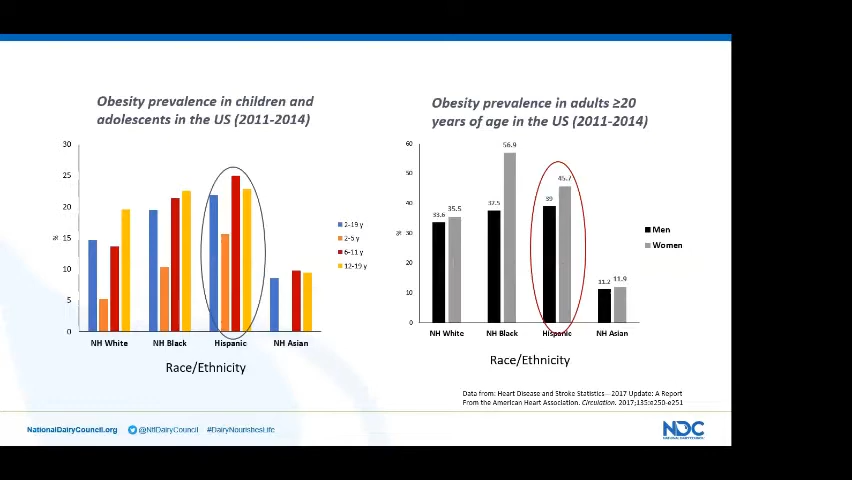 Obesity prevalence in children and
adolescents in the US (2011-2014)
30
25
20
15
10
5
0
%
NH White
NH Black
Hispanic
NH Asian
Race/Ethnicity
2-19 y
2-5 y
6-11 y
12-19 y
Obesity prevalence in adults ≥20
years of age in the US (2011-2014)
60
50
40
30
20
10
0
%
33.6
35.5
37.5
56.9
39
45.7
11.2
11.9
NH White
NH Black
Hispanic
NH Asian
Race/Ethnicity
Men
Women
Data from: Heart Disease and Stroke Statistics—2017 Update: A Report
From the American Heart Association. Circulation. 2017;135:e250-e251
NationalDairyCouncil.org
@NtlDairyCouncil
#DairyNourishesLife
NDC
NATIONAL DAIRY COUNCIL